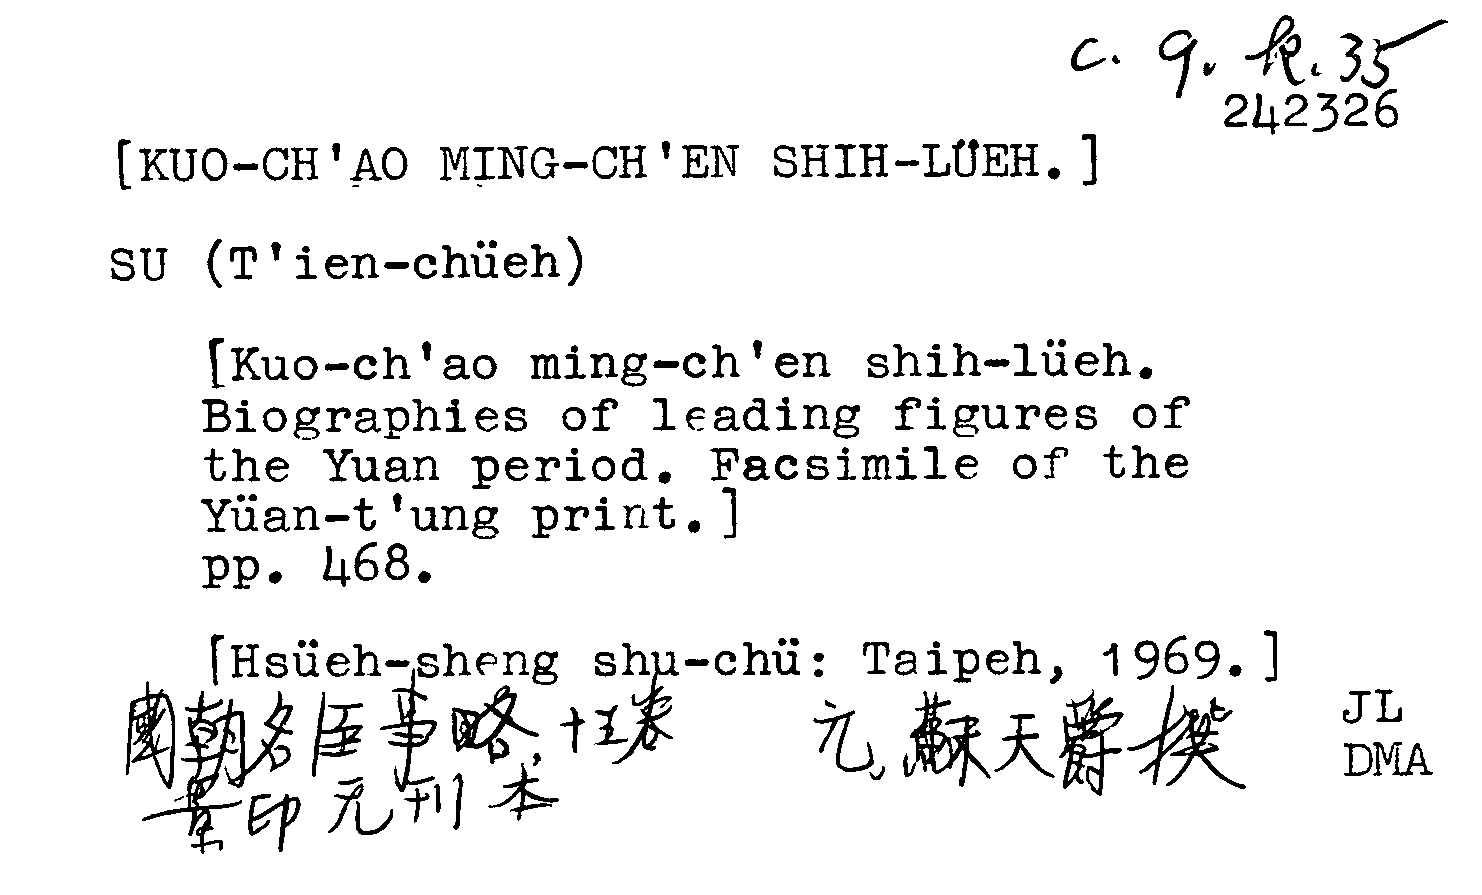 c. q. k. 35
242326
[KUO-CH'AO MING-CH'EN SHIH-LÜEH.]
SU (T'ien-chüeh)
[Kuo-ch'ao ming-ch'en shih-lüeh.
Biographies of leading figures of
the Yuan period. Facsimile of the
Yüan-t'ung print.]
pp. 468.
[Hsüeh-sheng shu-chü: Taipeh, 1969.]
國朝名臣事略, 十五卷 元, 蘇天爵撰
景印元刊本
JL
DMA